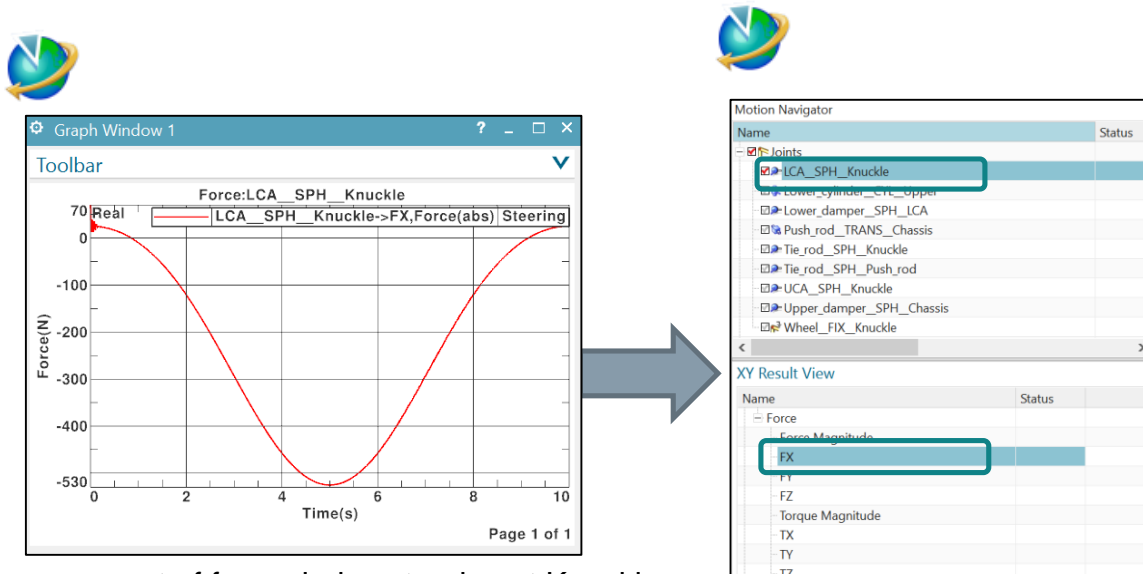 Graph Window 1
Toolbar
Force:LCA__SPH__Knuckle
Real
LCA__SPH__Knuckle->FX,Force(abs) Steering
70
0
-100
-200
-300
-400
-530
Force(N)
0 2 4 6 8 10
Time(s)
Page 1 of 1
Motion Navigator
Name Status
Joints
LCA__SPH__Knuckle
Lower_cylinder__CYL__Upper
Lower_damper__SPH__LCA
Push_rod__TRANS__Chassis
Tie_rod__SPH__Knuckle
Tie_rod__SPH__Push_rod
UCA__SPH__Knuckle
Upper_damper__SPH__Chassis
Wheel__FIX__Knuckle
XY Result View
Name Status
Force
Force Magnitude
FX
FY
FZ
Torque Magnitude
TX
TY
TZ